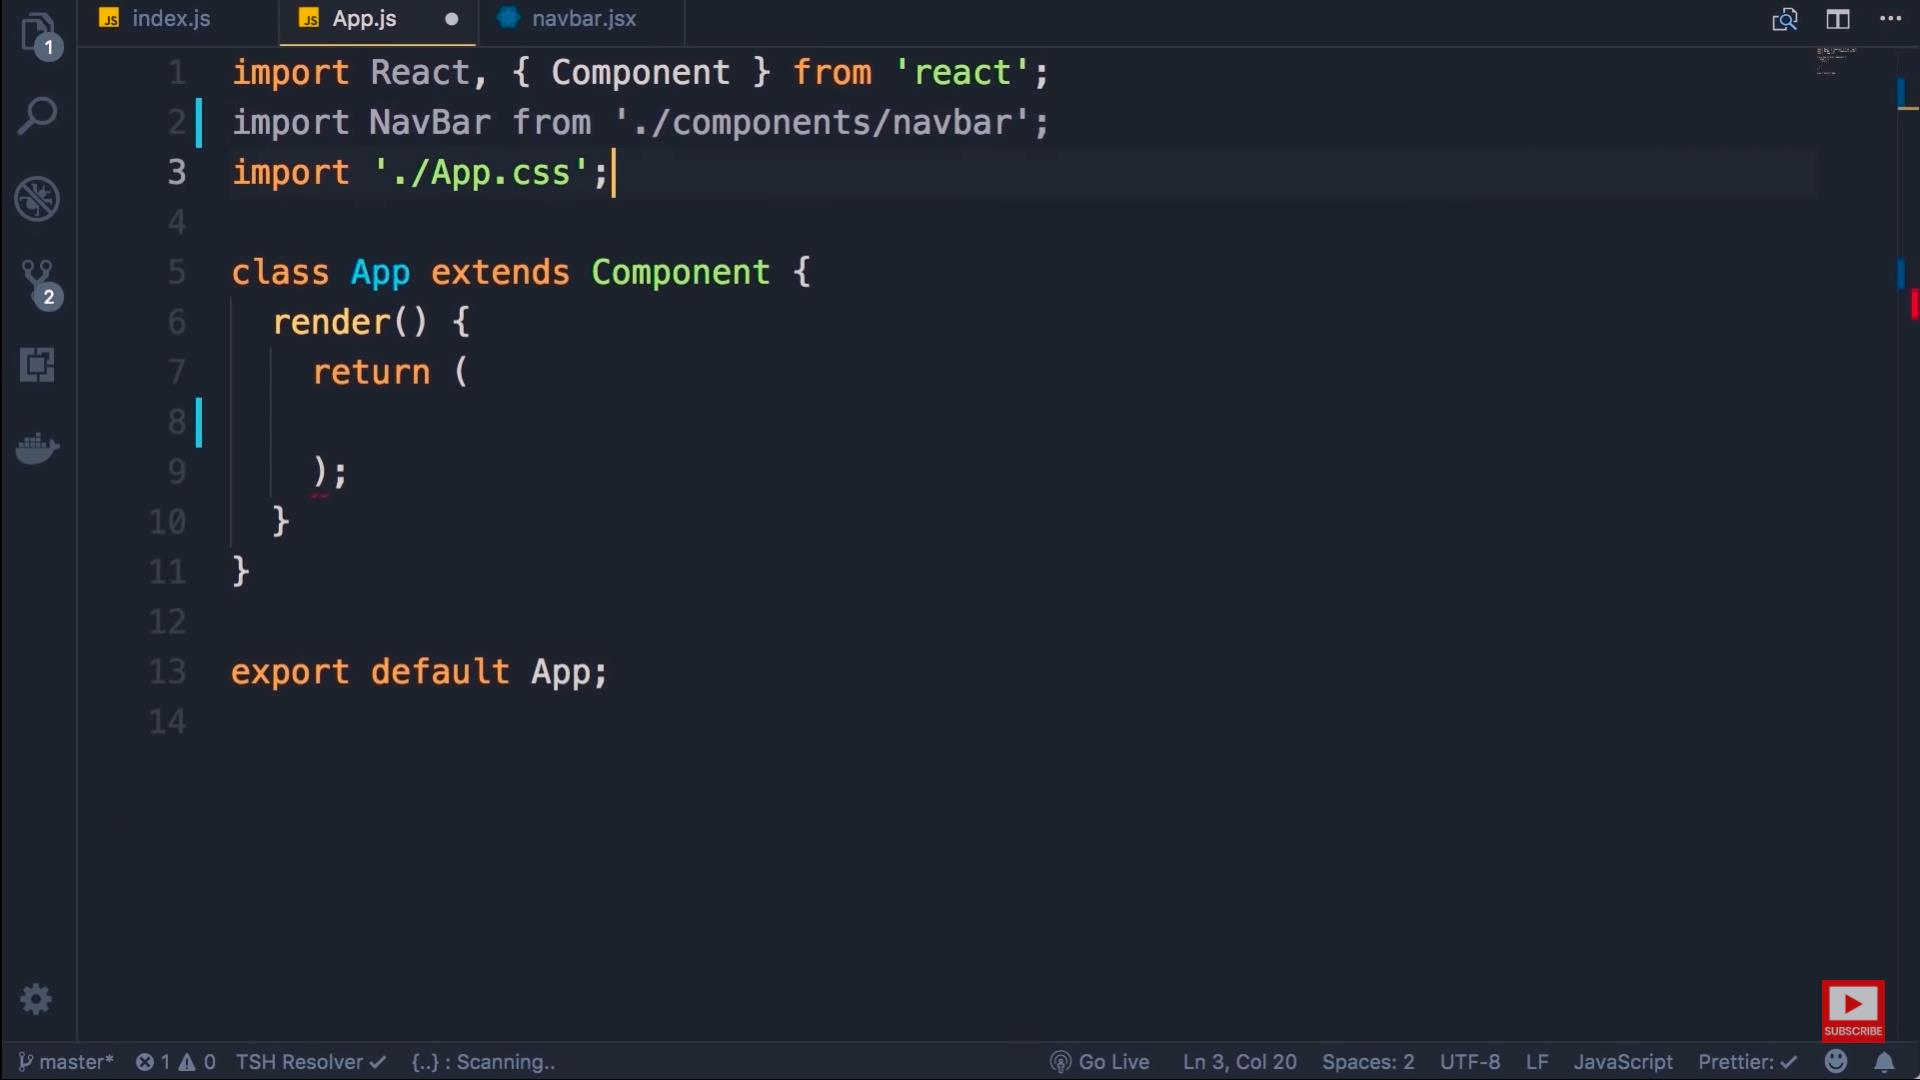 JS index.js JS App.js navbar.jsx
1
1 import React, { Component } from 'react';
2 import NavBar from './components/navbar';
3 import './App.css';
4
5 class App extends Component {
2
6 render() {
7 return (
8
9 );
10 }
11 }
12
13 export default App;
14
SUBSCRIBE
master* 1 0 TSH Resolver {..} : Scanning.. Go Live Ln 3, Col 20 Spaces: 2 UTF-8 LF JavaScript Prettier: